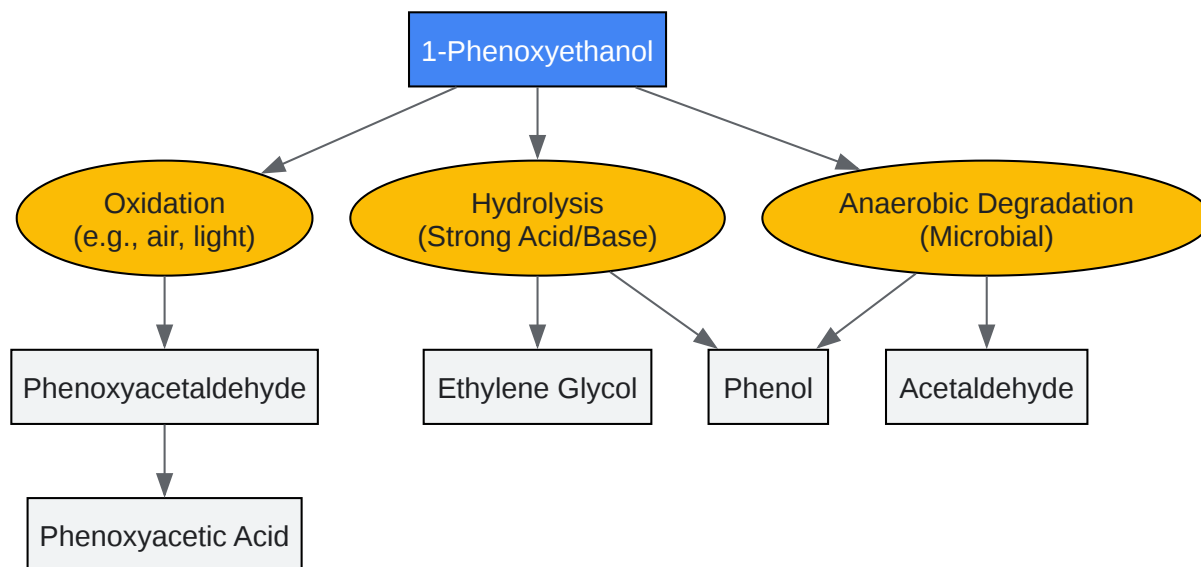 1-Phenoxyethanol
Oxidation
(e.g., air, light)
Hydrolysis
(Strong Acid/Base)
Anaerobic Degradation
(Microbial)
Phenoxyacetaldehyde
Ethylene Glycol
Phenol
Acetaldehyde
Phenoxyacetic Acid